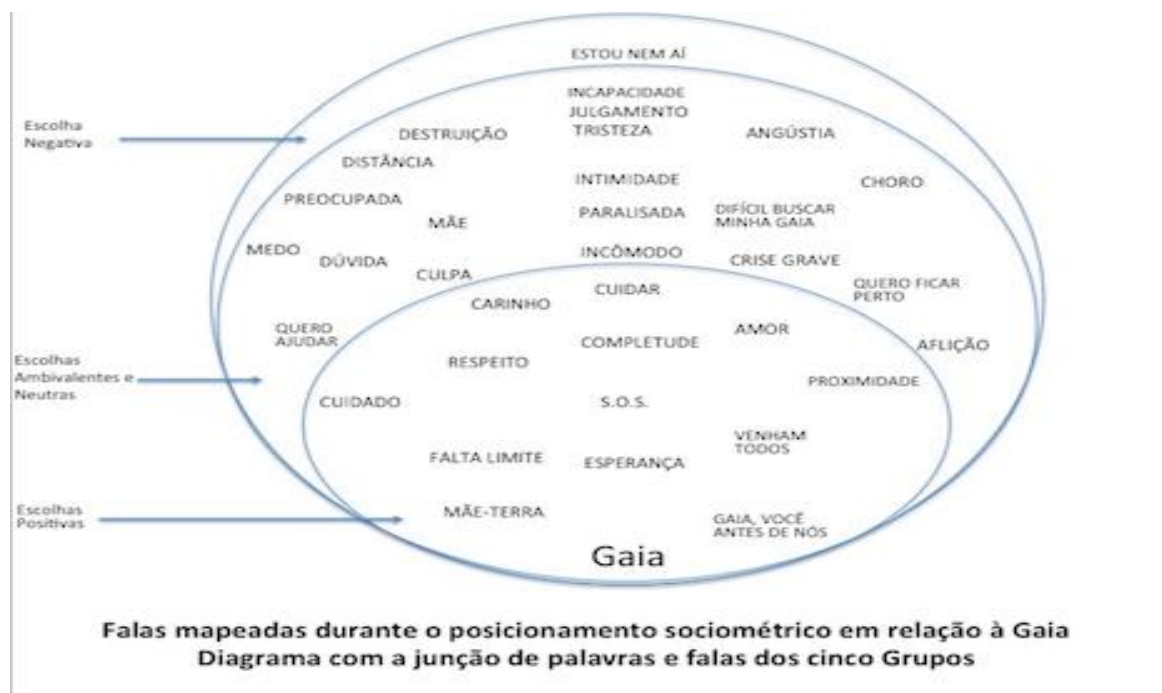 ESTOU NEM AÍ
INCAPACIDADE
JULGAMENTO
TRISTEZA
Escolha
Negativa
DESTRUIÇÃO
ANGÚSTIA
DISTÂNCIA
INTIMIDADE
CHORO
PREOCUPADA
MÃE
PARALISADA
DIFÍCIL BUSCAR
MINHA GAIA
MEDO
DÚVIDA
CULPA
INCÔMODO
CRISE GRAVE
CARINHO
CUIDAR
QUERO FICAR
PERTO
QUERO
AJUDAR
COMPLETUDE
AMOR
AFLIÇÃO
Escolhas
Ambivalentes e
Neutras
RESPEITO
PROXIMIDADE
CUIDADO
S.O.S.
VENHAM
TODOS
FALTA LIMITE
ESPERANÇA
Escolhas
Positivas
MÃE-TERRA
GAIA, VOCÊ
ANTES DE NÓS
Gaia
Falas mapeadas durante o posicionamento sociométrico em relação à Gaia
Diagrama com a junção de palavras e falas dos cinco Grupos